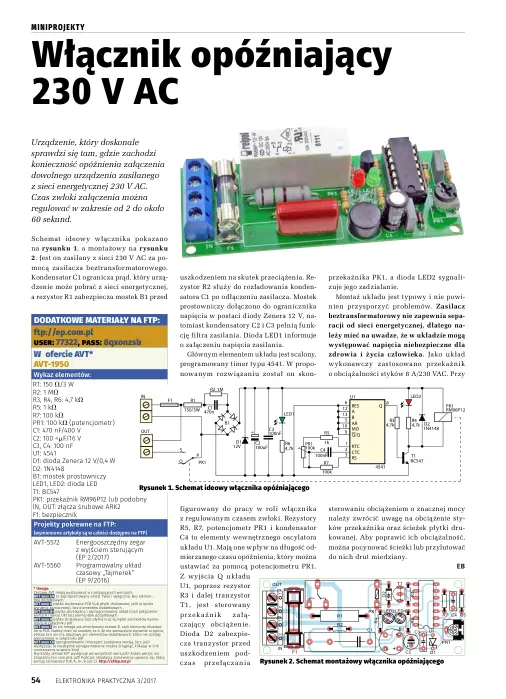 MINIPROJEKTY
Włącznik opóźniający
230 V AC
Urządzenie, który doskonale
sprawdzi się tam, gdzie zachodzi
konieczność opóźnienia załączenia
dowolnego urządzenia zasilanego
z sieci energetycznej 230 V AC.
Czas zwłoki załączenia można
regulować w zakresie od 2 do około
60 sekund.
Schemat ideowy włącznika pokazano
na rysunku 1, a montażowy na rysunku
2. Jest on zasilany z sieci 230 V AC za po-
mocą zasilacza beztransformatorowego.
Kondensator C1 ogranicza prąd, który urzą-
dzenie może pobrać z sieci energetycznej,
a rezystor R1 zabezpiecza mostek B1 przed
DODATKOWE MATERIAŁY NA FTP:
ftp://ep.com.pl
USER: 77322, PASS: 8qxonzsb
W ofercie AVT*
AVT-1950
Wykaz elementów:
R1: 150 Ω/3 W
R2: 1 MΩ
R3, R4, R6: 4,7 kΩ
R5: 1 kΩ
R7: 100 kΩ
PR1: 100 kΩ (potencjometr)
C1: 470 nF/400 V
C2: 100 µF/16 V
C3, C4: 100 nF
U1: 4541
D1: dioda Zenera 12 V/0,4 W
D2: 1N4148
B1: mostek prostowniczy
LED1, LED2: dioda LED
T1: BC547
PK1: przekaźnik RM96P12 lub podobny
IN, OUT: złącza śrubowe ARK2
F1: bezpiecznik
Projekty pokrewne na FTP:
(wymienione artykuły są w całości dostępne na FTP)
AVT-5572 Energooszczędny zegar
z wyjściem sterującym
(EP 2/2017)
AVT-5560 Programowalny układ
czasowy „Tajmerek”
(EP 9/2016)
* Uwaga
uszkodzeniem na skutek przeciążenia. Re-
zystor R2 służy do rozładowania konden-
satora C1 po odłączeniu zasilacza. Mostek
prostowniczy dołączono do ogranicznika
napięcia w postaci diody Zenera 12 V, na-
tomiast kondensatory C2 i C3 pełnią funk-
cję filtra zasilania. Dioda LED1 informuje
o załączeniu napięcia zasilania.
Głównym elementem układu jest scalony,
programowany timer typu 4541. W propo-
nowanym rozwiązaniu został on skon-
przekaźnika PK1, a dioda LED2 sygnali-
zuje jego zadziałanie.
Montaż układu jest typowy i nie powi-
nien przysporzyć problemów. Zasilacz
beztransformatorowy nie zapewnia sepa-
racji od sieci energetycznej, dlatego na-
leży mieć na uwadze, że w układzie mogą
występować napięcia niebezpieczne dla
zdrowia i życia człowieka. Jako układ
wykonawczy zastosowano przekaźnik
o obciążalności styków 8 A/230 VAC. Przy
Rysunek 1. Schemat ideowy włącznika opóźniającego
figurowany do pracy w roli włącznika
z regulowanym czasem zwłoki. Rezystory
R5, R7, potencjometr PR1 i kondensator
C4 to elementy wewnętrznego oscylatora
układu U1. Mają one wpływ na długość od-
mierzanego czasu opóźnienia, który można
ustawiać za pomocą potencjometru PR1.
Z wyjścia Q układu
U1, poprzez rezystor
R3 i dalej tranzystor
T1, jest sterowany
przekaźnik załą-
czający obciążenie.
Dioda D2 zabezpie-
cza tranzystor przed
uszkodzeniem pod-
czas przełączania
sterowaniu obciążeniem o znacznej mocy
należy zwrócić uwagę na obciążenie sty-
ków przekaźnika oraz ścieżek płytki dru-
kowanej. Aby poprawić ich obciążalność,
można pocynować ścieżki lub przylutować
do nich drut miedziany.
EB
Rysunek 2. Schemat montażowy włącznika opóźniającego
54 ELEKTRONIKA PRAKTYCZNA 3/2017